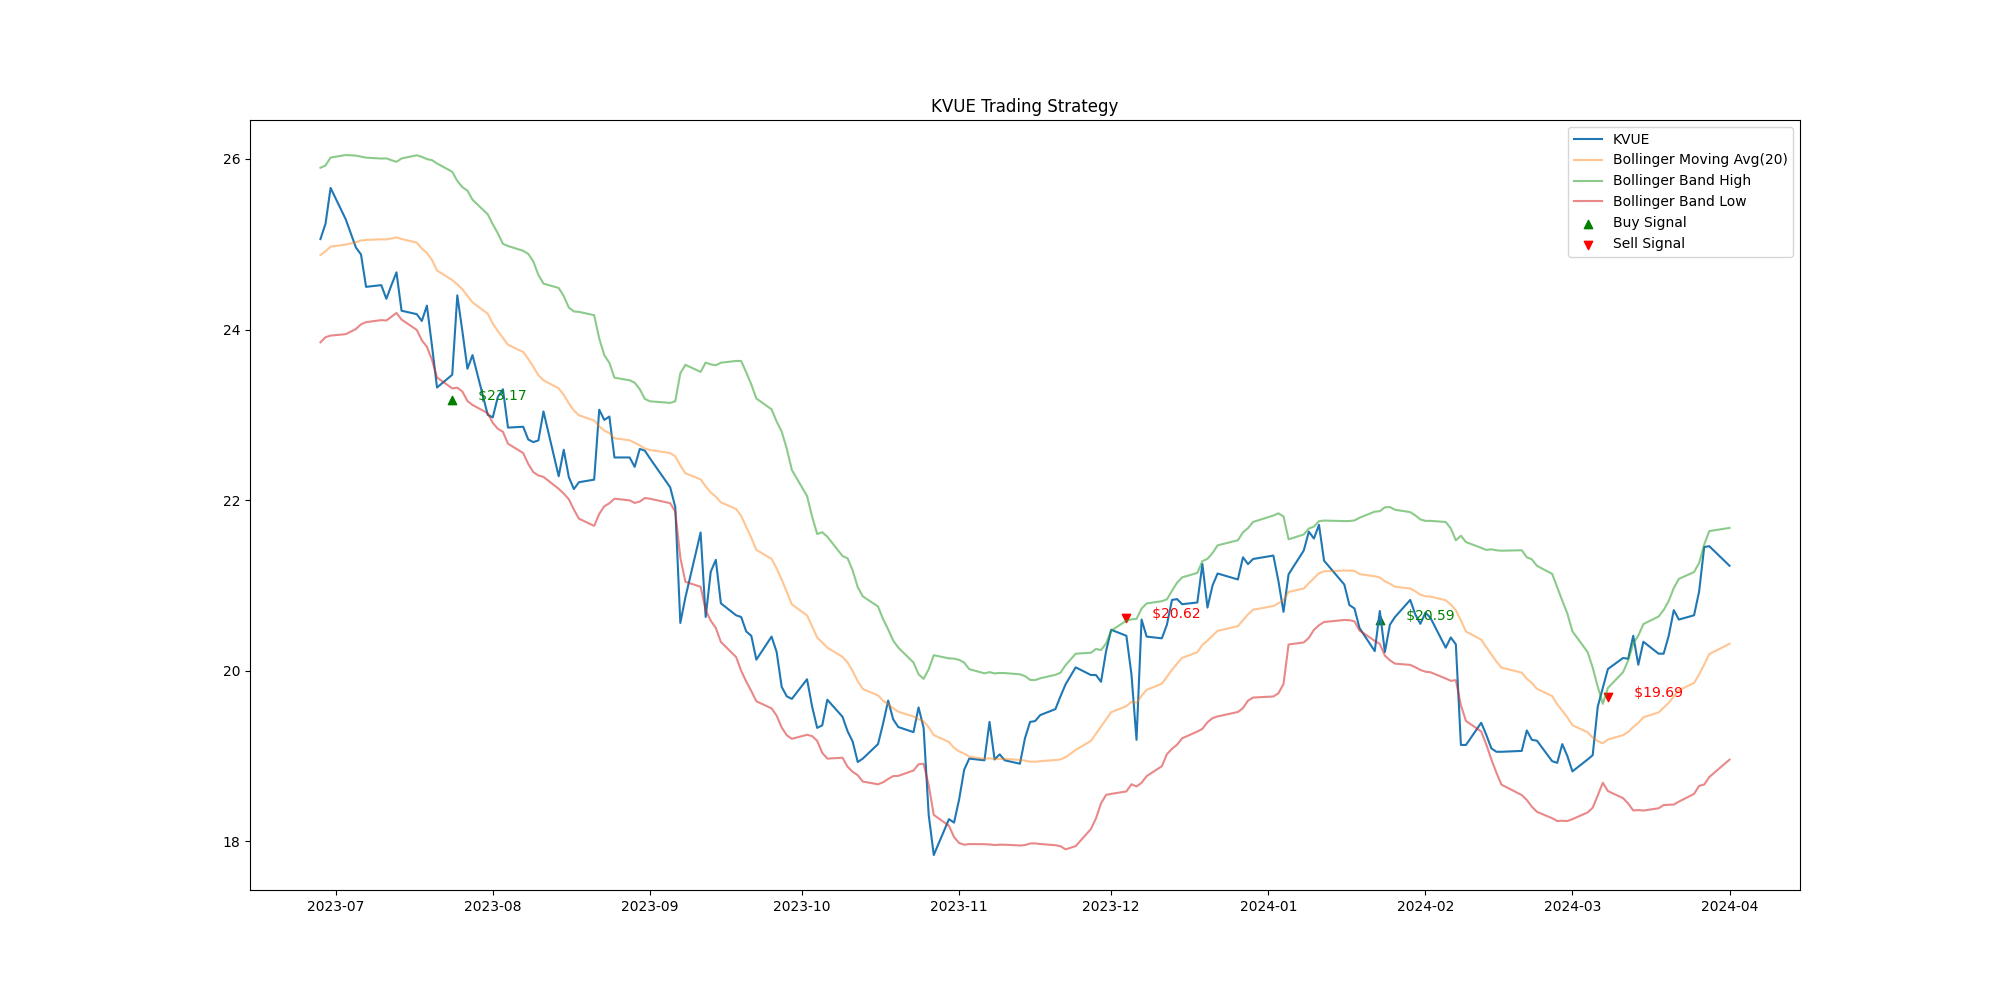 KVUE Trading Strategy
KVUE
Bollinger Moving Avg(20)
Bollinger Band High
Bollinger Band Low
Buy Signal
Sell Signal
26
24
22
20
18
$23.17
$20.62
$20.59
$19.69
2023-07
2023-08
2023-09
2023-10
2023-11
2023-12
2024-01
2024-02
2024-03
2024-04